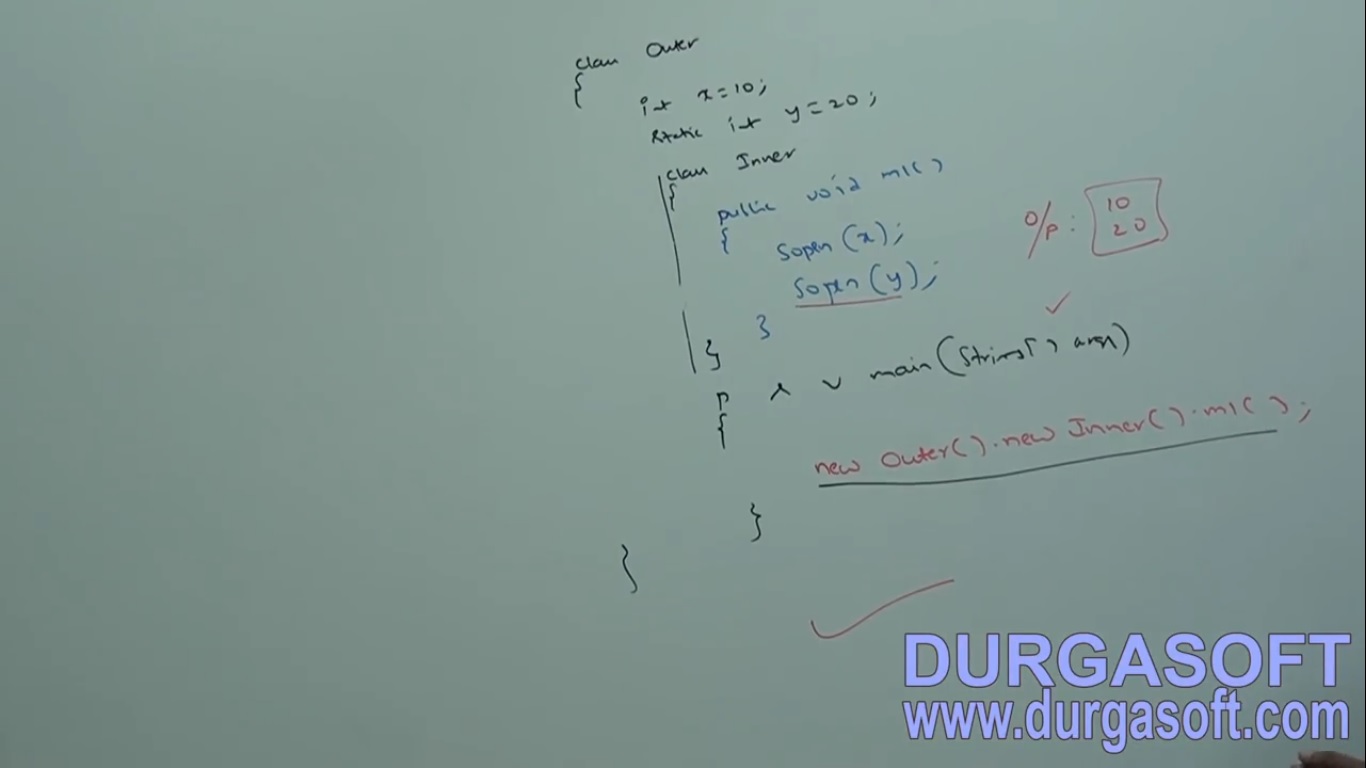 class Outer
{
int x=10;
static int y=20;
class Inner
{
public void m1()
{
sopln(x);
sopln(y);
}
}
o/p: 10
20
p s v main(String[] args)
{
new Outer().new Inner().m1();
}
}
DURGASOFT
www.durgasoft.com